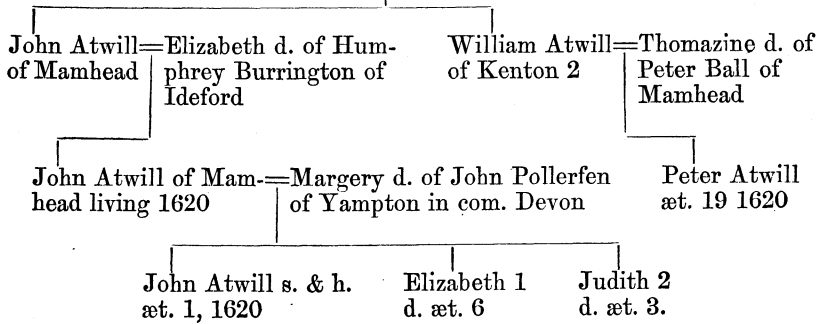 John Atwill=Elizabeth d. of Hum-
of Mamhead phrey Burrington of
Ideford
William Atwill=Thomazine d. of
of Kenton 2 Peter Ball of
Mamhead
John Atwill of Mam-=Margery d. of John Pollerfen
head living 1620 of Yampton in com. Devon
Peter Atwill
æt. 19 1620
John Atwill s. & h.
æt. 1, 1620
Elizabeth 1
d. æt. 6
Judith 2
d. æt. 3.